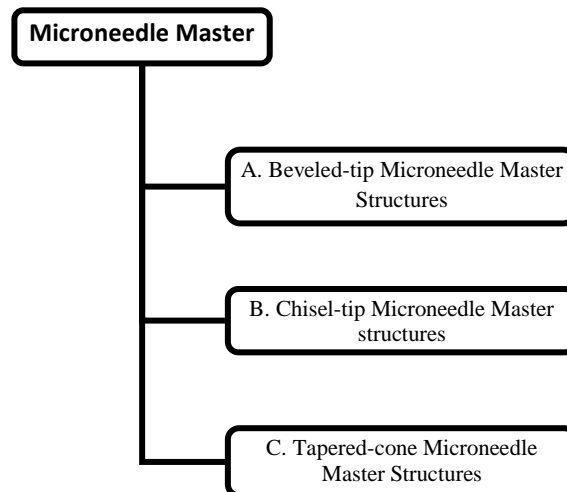 Microneedle Master
A. Beveled-tip Microneedle Master
Structures
B. Chisel-tip Microneedle Master
structures
C. Tapered-cone Microneedle
Master Structures